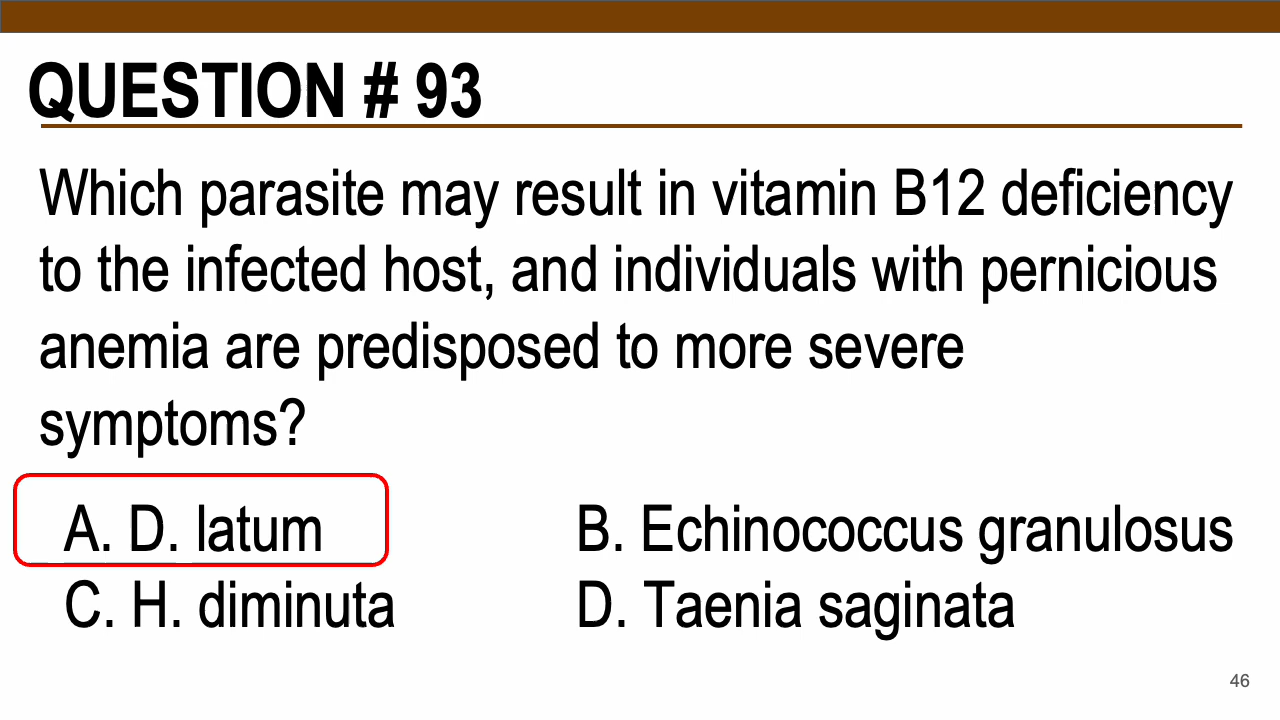 QUESTION # 93
Which parasite may result in vitamin B12 deficiency
to the infected host, and individuals with pernicious
anemia are predisposed to more severe
symptoms?
A. D. latum
B. Echinococcus granulosus
C. H. diminuta
D. Taenia saginata
46